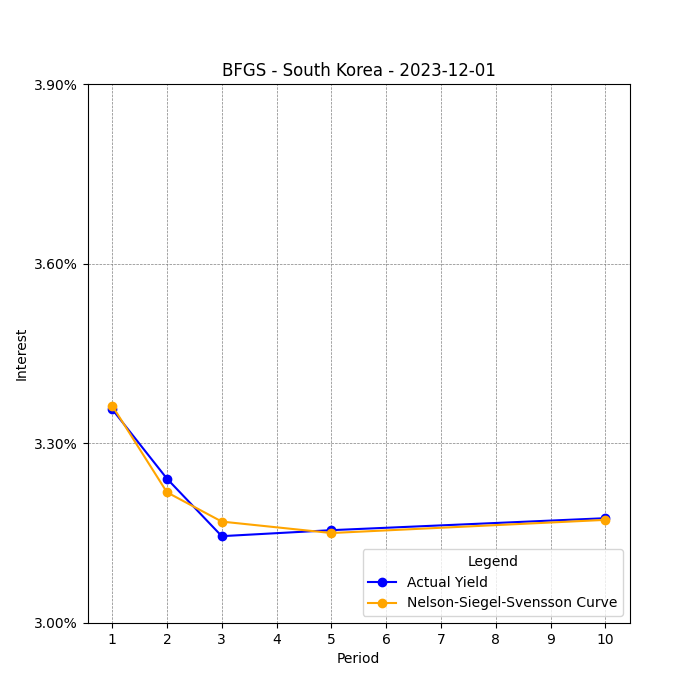 BFGS - South Korea - 2023-12-01
3.90%
3.60%
3.30%
3.00%
Interest
1 2 3 4 5 6 7 8 9 10
Period
Legend
Actual Yield
Nelson-Siegel-Svensson Curve